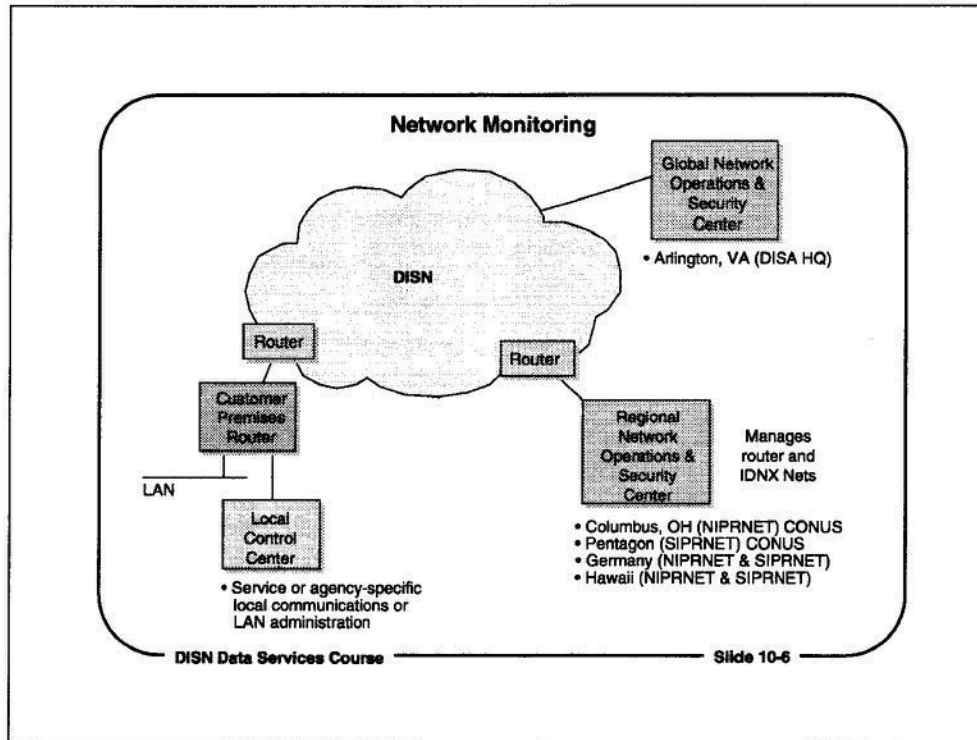 Network Monitoring
Global Network
Operations &
Security
Center
• Arlington, VA (DISA HQ)
DISN
Router
Router
Customer
Premises
Router
LAN
Local
Control
Center
• Service or agency-specific
local communications or
LAN administration
Regional
Network
Operations &
Security
Center
Manages
router and
IDNX Nets
• Columbus, OH (NIPRNET) CONUS
• Pentagon (SIPRNET) CONUS
• Germany (NIPRNET & SIPRNET)
• Hawaii (NIPRNET & SIPRNET)
DISN Data Services Course
Slide 10-6